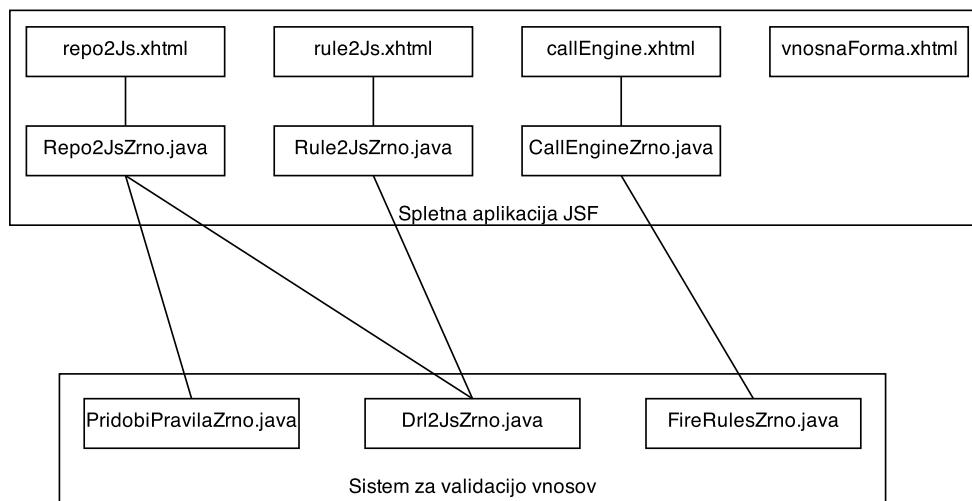 repo2Js.xhtml
rule2Js.xhtml
callEngine.xhtml
vnosnaForma.xhtml
Repo2JsZrno.java
Rule2JsZrno.java
CallEngineZrno.java
Spletna aplikacija JSF
PridobiPravilaZrno.java
Drl2JsZrno.java
FireRulesZrno.java
Sistem za validacijo vnosov